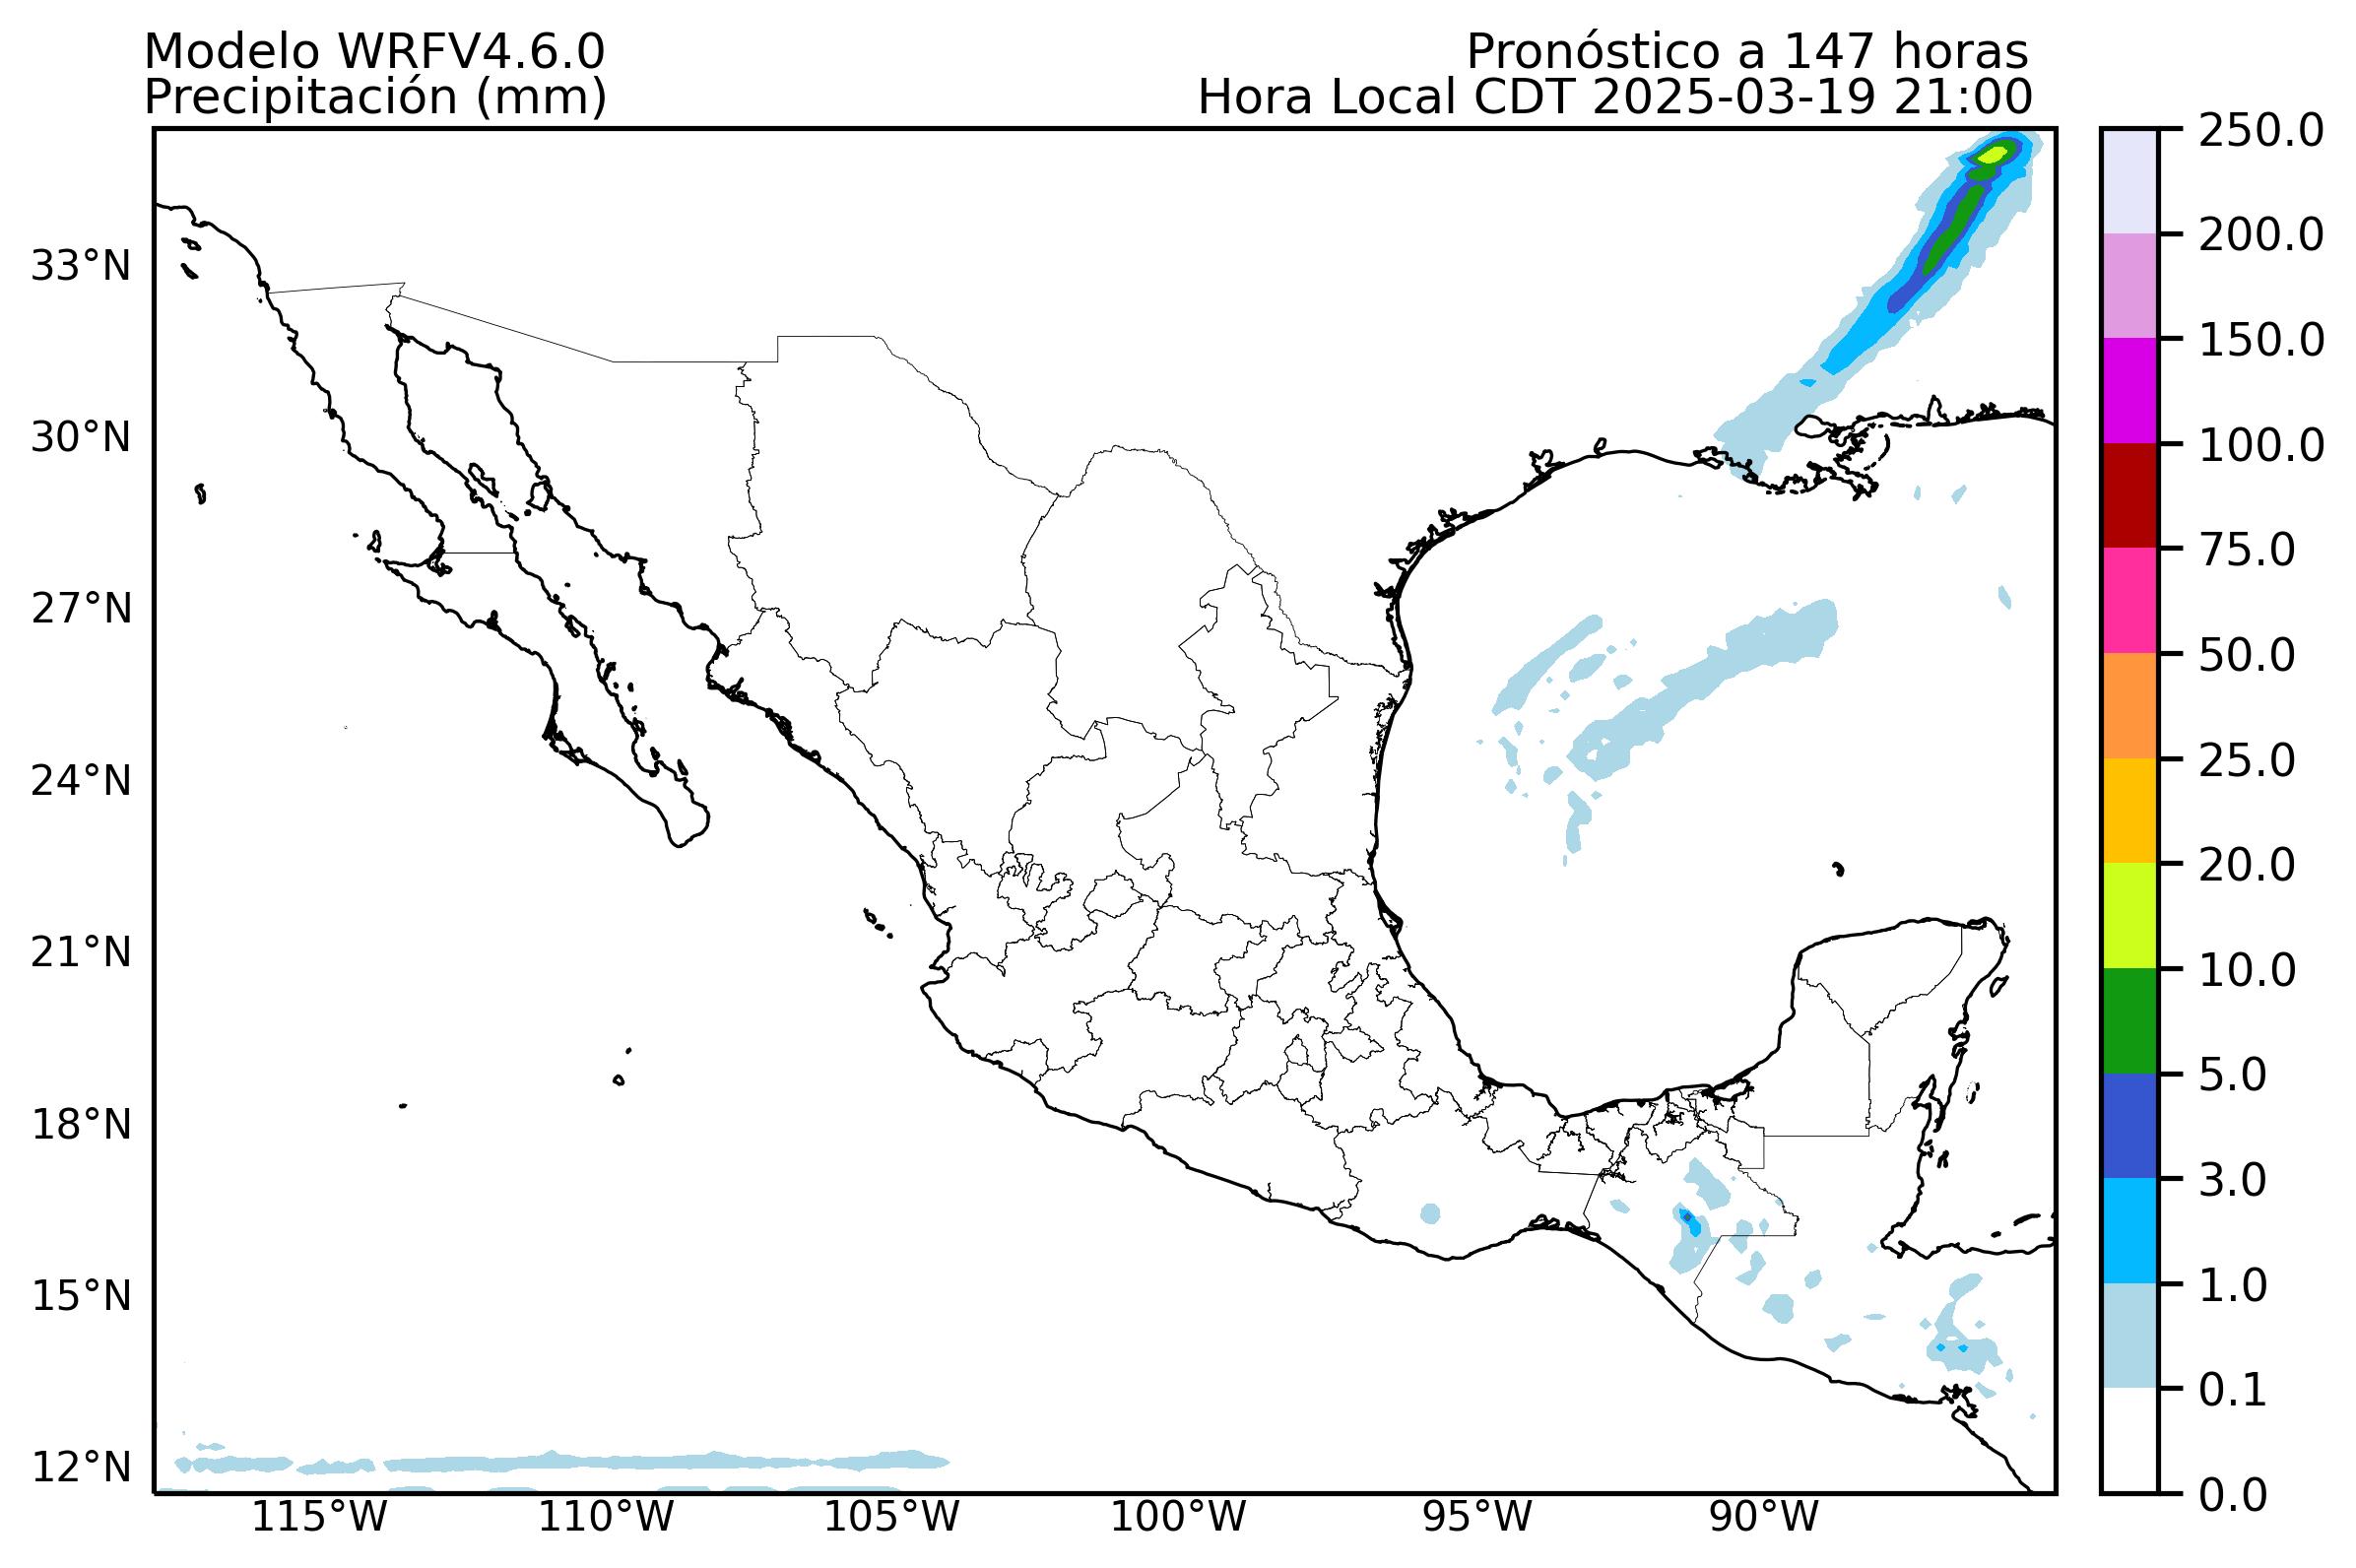 Modelo WRFV4.6.0
Precipitación (mm)
Pronóstico a 147 horas
Hora Local CDT 2025-03-19 21:00
33°N
30°N
27°N
24°N
21°N
18°N
15°N
12°N
115°W
110°W
105°W
100°W
95°W
90°W
250.0
200.0
150.0
100.0
75.0
50.0
25.0
20.0
10.0
5.0
3.0
1.0
0.1
0.0